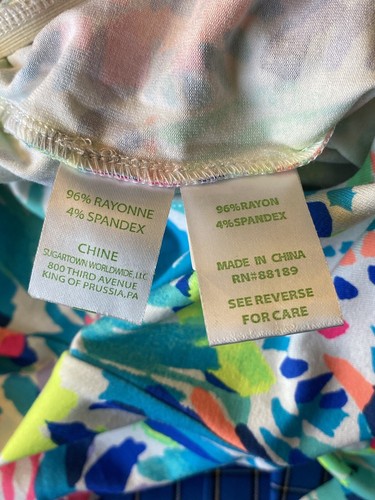 96% RAYONNE
4% SPANDEX
CHINE
SUGARTOWN WORLDWIDE, LLC
800 THIRD AVENUE
KING OF PRUSSIA.PA
96%RAYON
4%SPANDEX
MADE IN CHINA
RN#88189
SEE REVERSE
FOR CARE